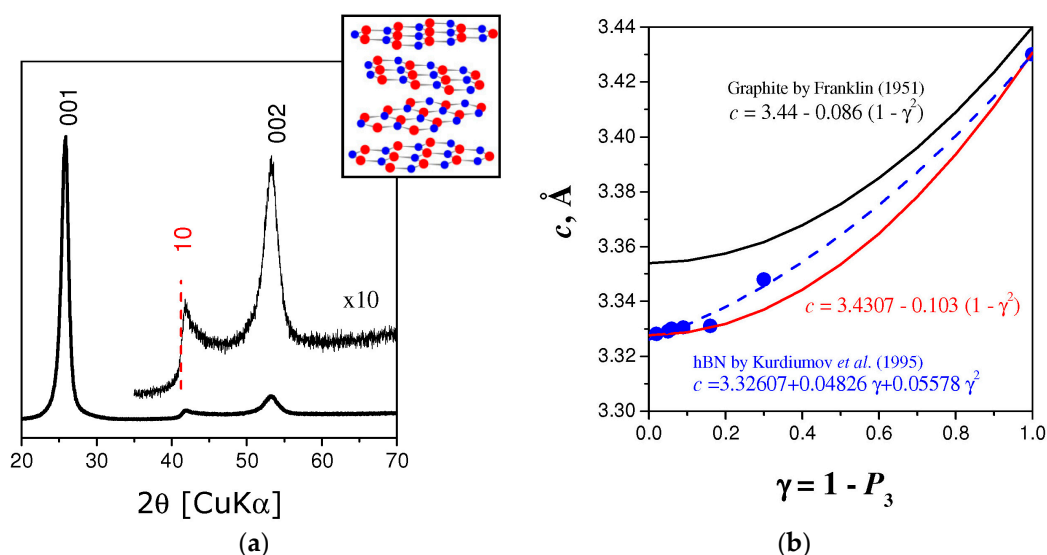 001
10
002
x10
20 30 40 50 60 70
2θ [CuKα]
(a)
3.44
3.42
3.40
3.38
3.36
3.34
3.32
3.30
c, Å
Graphite by Franklin (1951)
c = 3.44 - 0.086 (1 - γ²)
c = 3.4307 - 0.103 (1 - γ²)
hBN by Kurdiumov et al. (1995)
c =3.32607+0.04826 γ+0.05578 γ²
0.0 0.2 0.4 0.6 0.8 1.0
γ = 1 - P₃
(b)